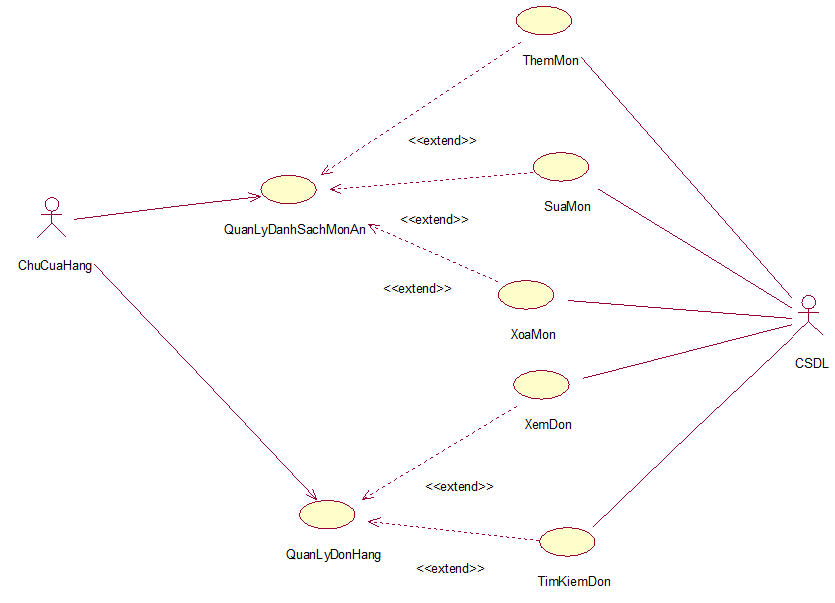 ThemMon
<<extend>>
SuaMon
<<extend>>
QuanLyDanhSachMonAn
ChuCuaHang
<<extend>>
XoaMon
CSDL
XemDon
<<extend>>
QuanLyDonHang
<<extend>>
TimKiemDon